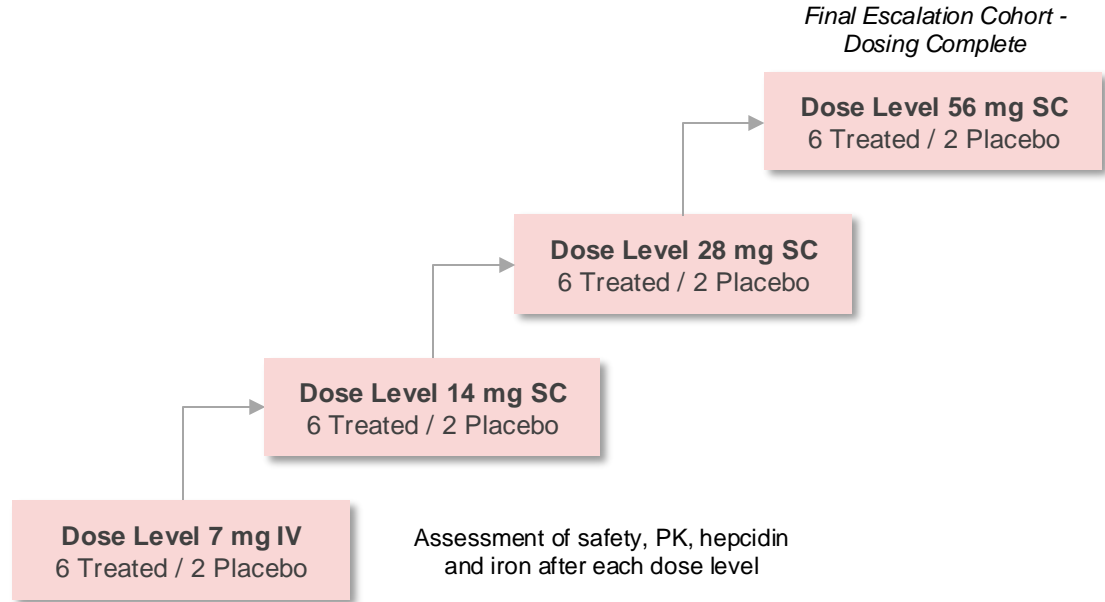 Final Escalation Cohort -
Dosing Complete
Dose Level 56 mg SC
6 Treated / 2 Placebo
Dose Level 28 mg SC
6 Treated / 2 Placebo
Dose Level 14 mg SC
6 Treated / 2 Placebo
Dose Level 7 mg IV
6 Treated / 2 Placebo
Assessment of safety, PK, hepcidin
and iron after each dose level